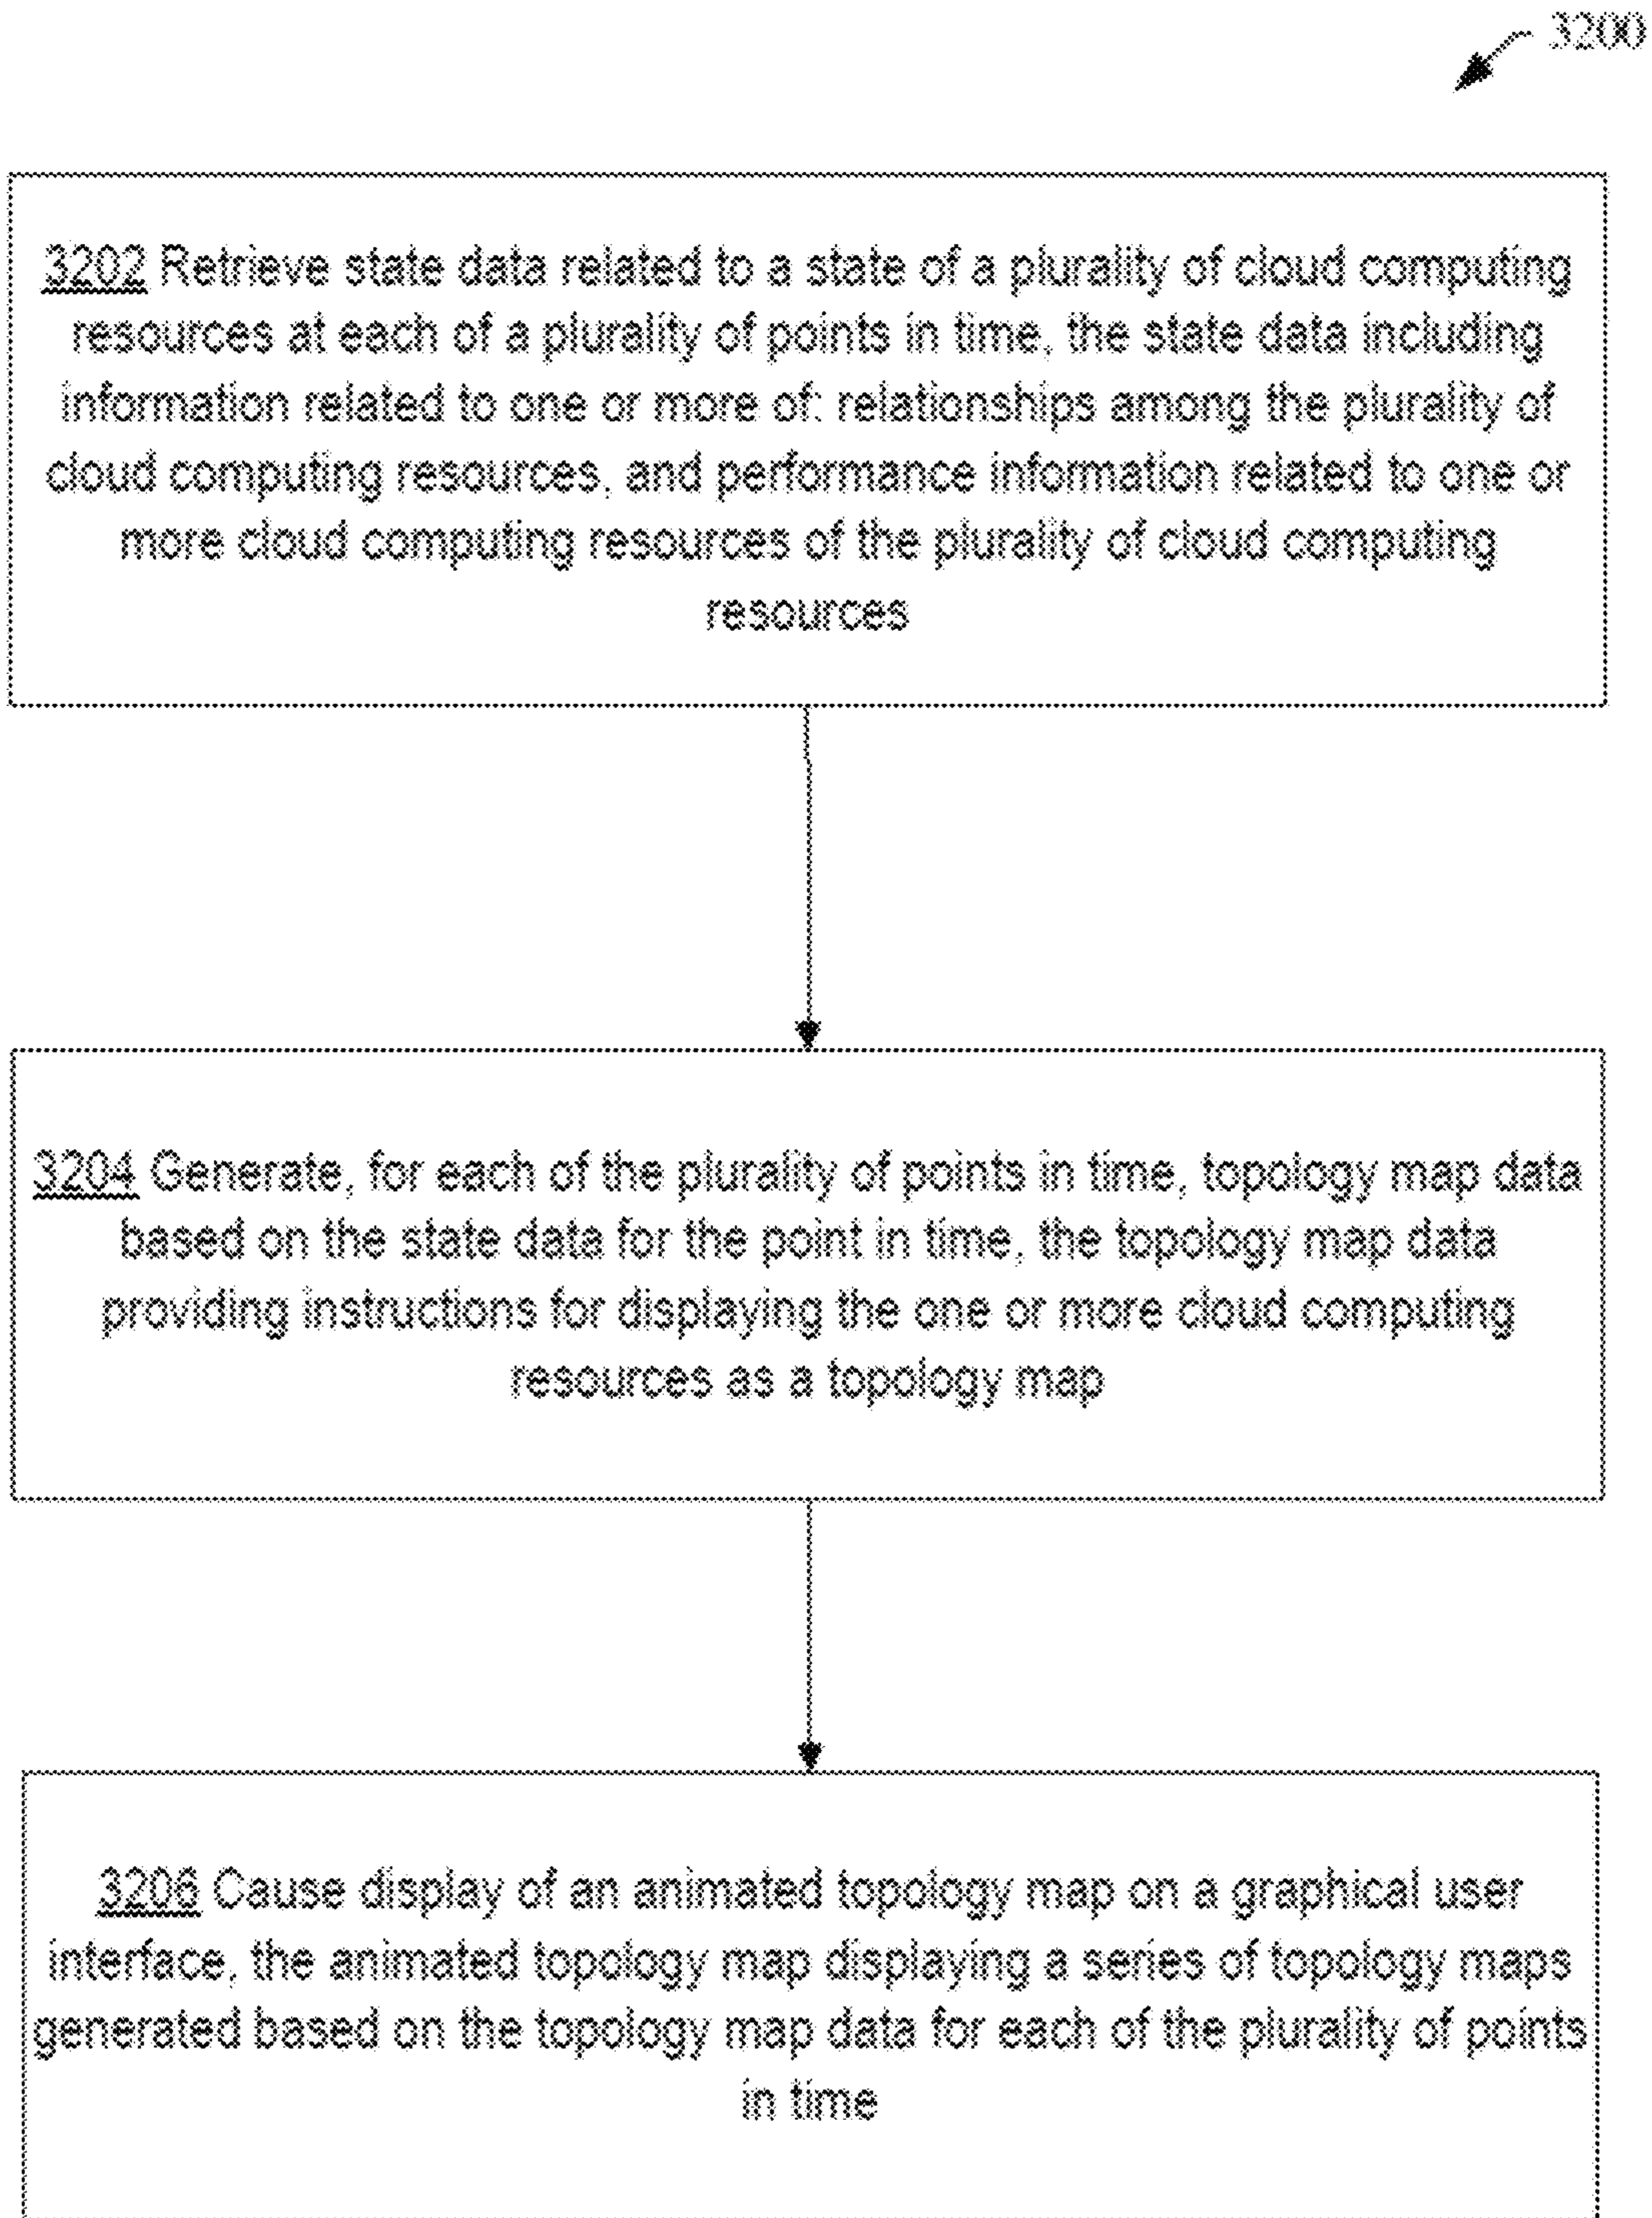 3200
3202 Retrieve state data related to a state of a plurality of cloud computing
resources at each of a plurality of points in time, the state data including
information related to one or more of: relationships among the plurality of
cloud computing resources, and performance information related to one or
more cloud computing resources of the plurality of cloud computing
resources
3204 Generate, for each of the plurality of points in time, topology map data
based on the state data for the point in time, the topology map data
providing instructions for displaying the one or more cloud computing
resources as a topology map
3206 Cause display of an animated topology map on a graphical user
interface, the animated topology map displaying a series of topology maps
generated based on the topology map data for each of the plurality of points
in time